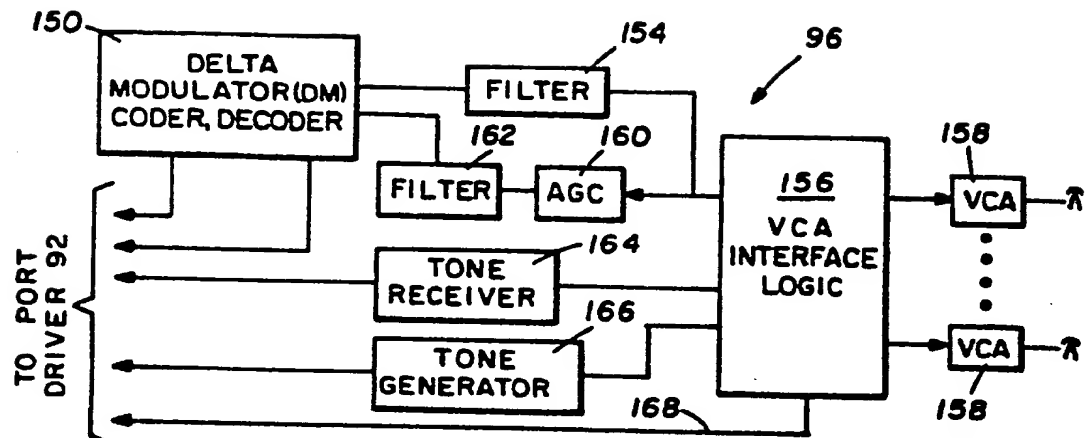 150
DELTA
MODULATOR(DM)
CODER, DECODER
154
FILTER
96
162
FILTER
160
AGC
156
VCA
INTERFACE
LOGIC
158
VCA
164
TONE
RECEIVER
166
TONE
GENERATOR
VCA
158
168
TO PORT
DRIVER 92